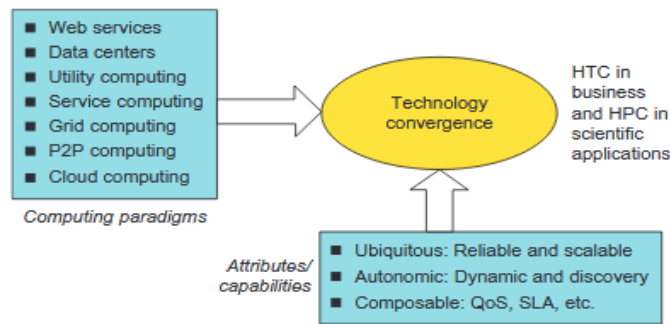 Web services
Data centers
Utility computing
Service computing
Grid computing
P2P computing
Cloud computing
Computing paradigms
Technology
convergence
HTC in
business
and HPC in
scientific
applications
Attributes/
capabilities
Ubiquitous: Reliable and scalable
Autonomic: Dynamic and discovery
Composable: QoS, SLA, etc.